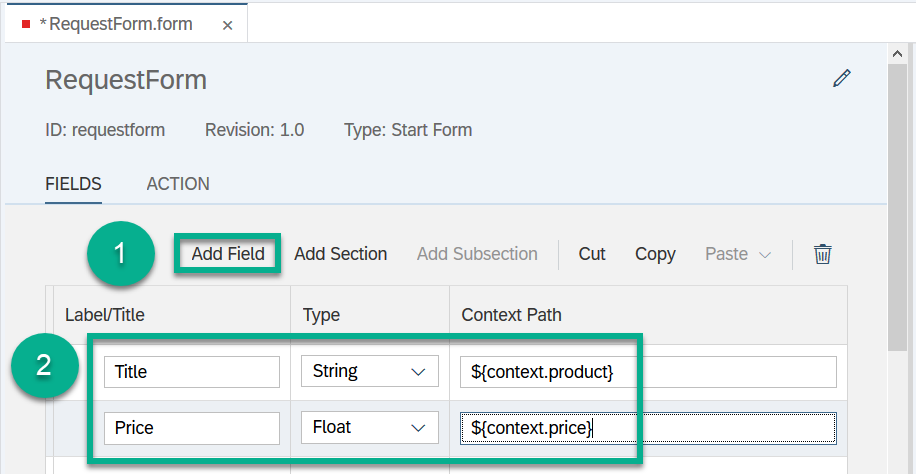 *RequestForm.form ×
RequestForm
ID: requestform Revision: 1.0 Type: Start Form
FIELDS ACTION
1 Add Field Add Section Add Subsection Cut Copy Paste
Label/Title Type Context Path
2 Title String ${context.product}
Price Float ${context.price}